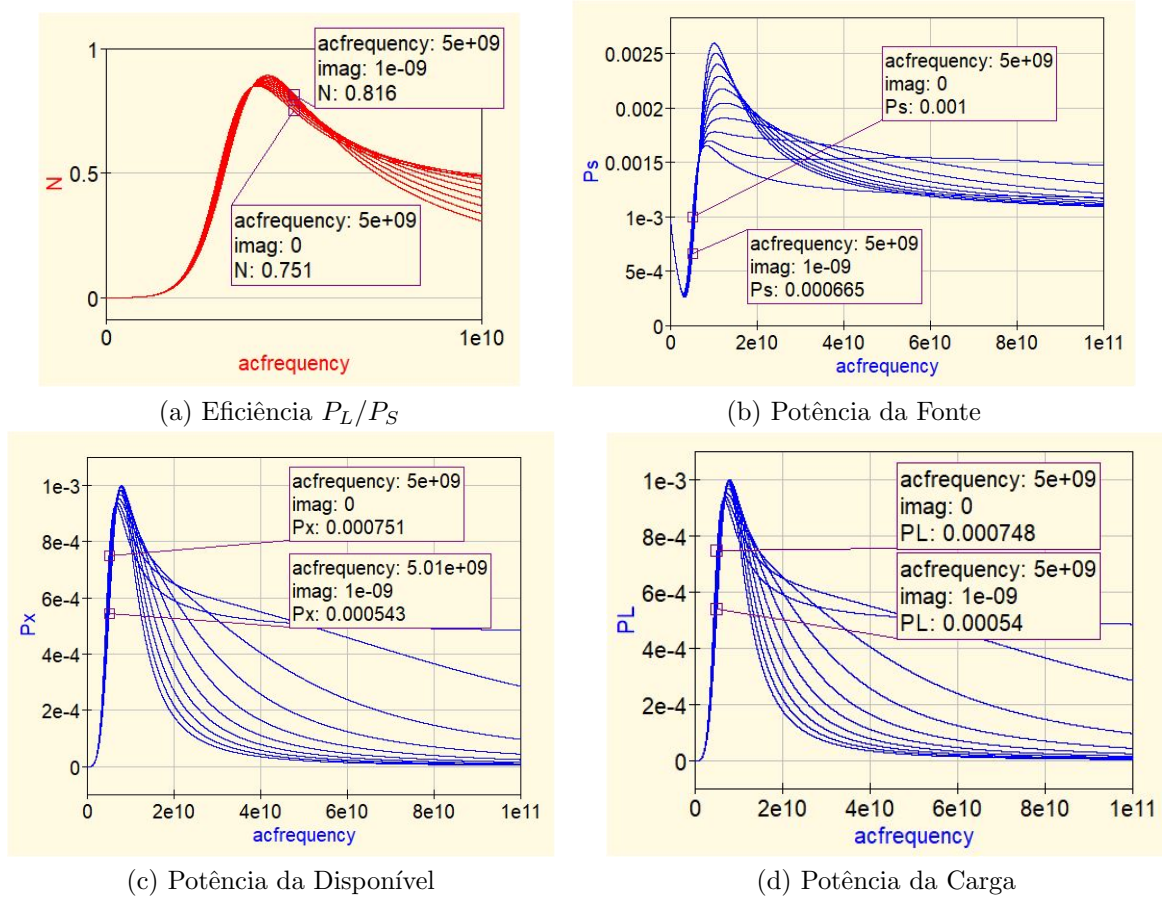 1
0.5
0
N
0
1e10
acfrequency
acfrequency: 5e+09
imag: 1e-09
N: 0.816
acfrequency: 5e+09
imag: 0
N: 0.751
(a) Eficiência P_L/P_S
0.0025
0.002
0.0015
1e-3
5e-4
0
Ps
0
2e10
4e10
6e10
8e10
1e11
acfrequency
acfrequency: 5e+09
imag: 0
Ps: 0.001
acfrequency: 5e+09
imag: 1e-09
Ps: 0.000665
(b) Potência da Fonte
1e-3
8e-4
6e-4
4e-4
2e-4
0
Px
0
2e10
4e10
6e10
8e10
1e11
acfrequency
acfrequency: 5e+09
imag: 0
Px: 0.000751
acfrequency: 5.01e+09
imag: 1e-09
Px: 0.000543
(c) Potência da Disponível
1e-3
8e-4
6e-4
4e-4
2e-4
0
PL
0
2e10
4e10
6e10
8e10
1e11
acfrequency
acfrequency: 5e+09
imag: 0
PL: 0.000748
acfrequency: 5e+09
imag: 1e-09
PL: 0.00054
(d) Potência da Carga